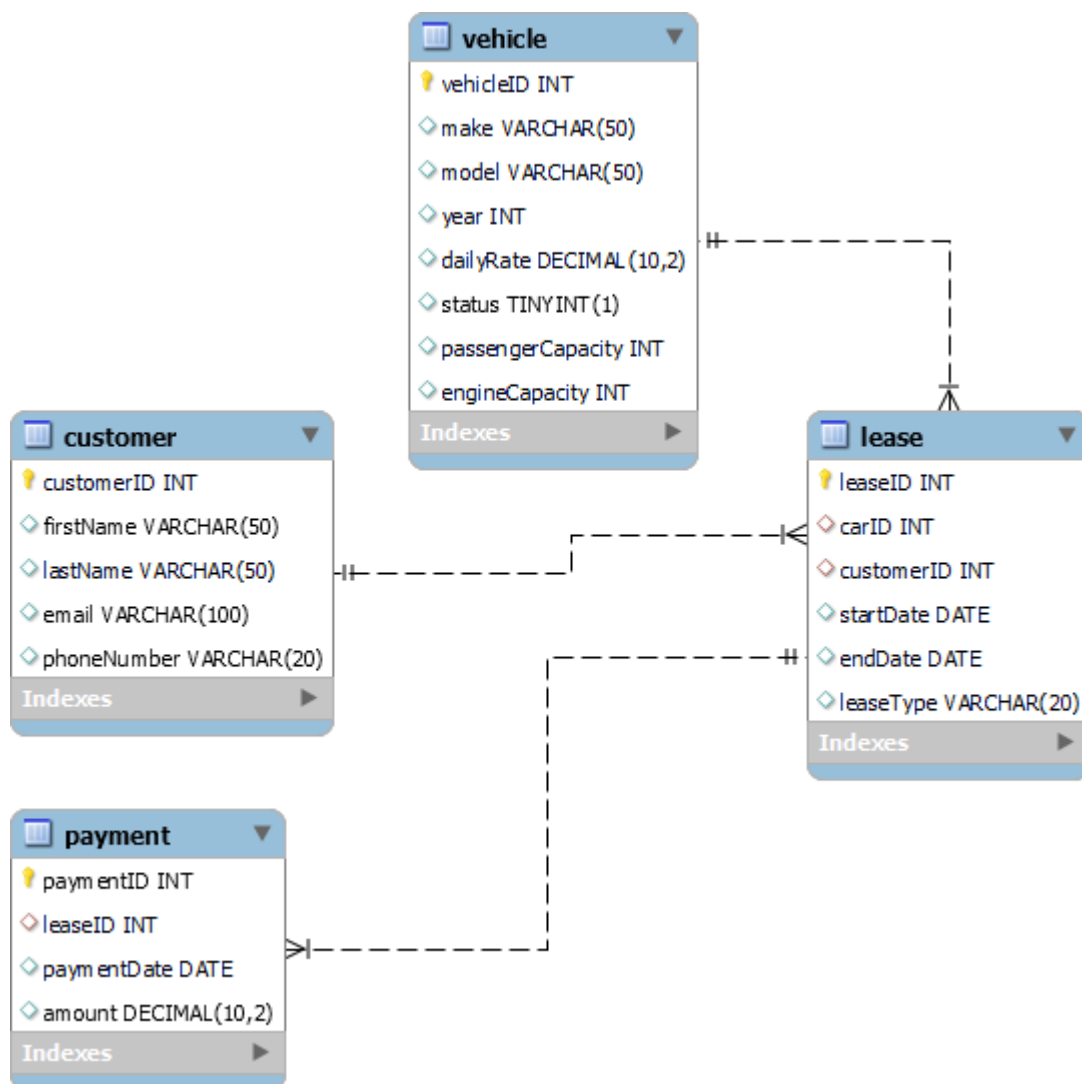 vehicle
vehicleID INT
make VARCHAR(50)
model VARCHAR(50)
year INT
dailyRate DECIMAL(10,2)
status TINYINT(1)
passengerCapacity INT
engineCapacity INT
Indexes
customer
customerID INT
firstName VARCHAR(50)
lastName VARCHAR(50)
email VARCHAR(100)
phoneNumber VARCHAR(20)
Indexes
lease
leaseID INT
carID INT
customerID INT
startDate DATE
endDate DATE
leaseType VARCHAR(20)
Indexes
payment
paymentID INT
leaseID INT
paymentDate DATE
amount DECIMAL(10,2)
Indexes